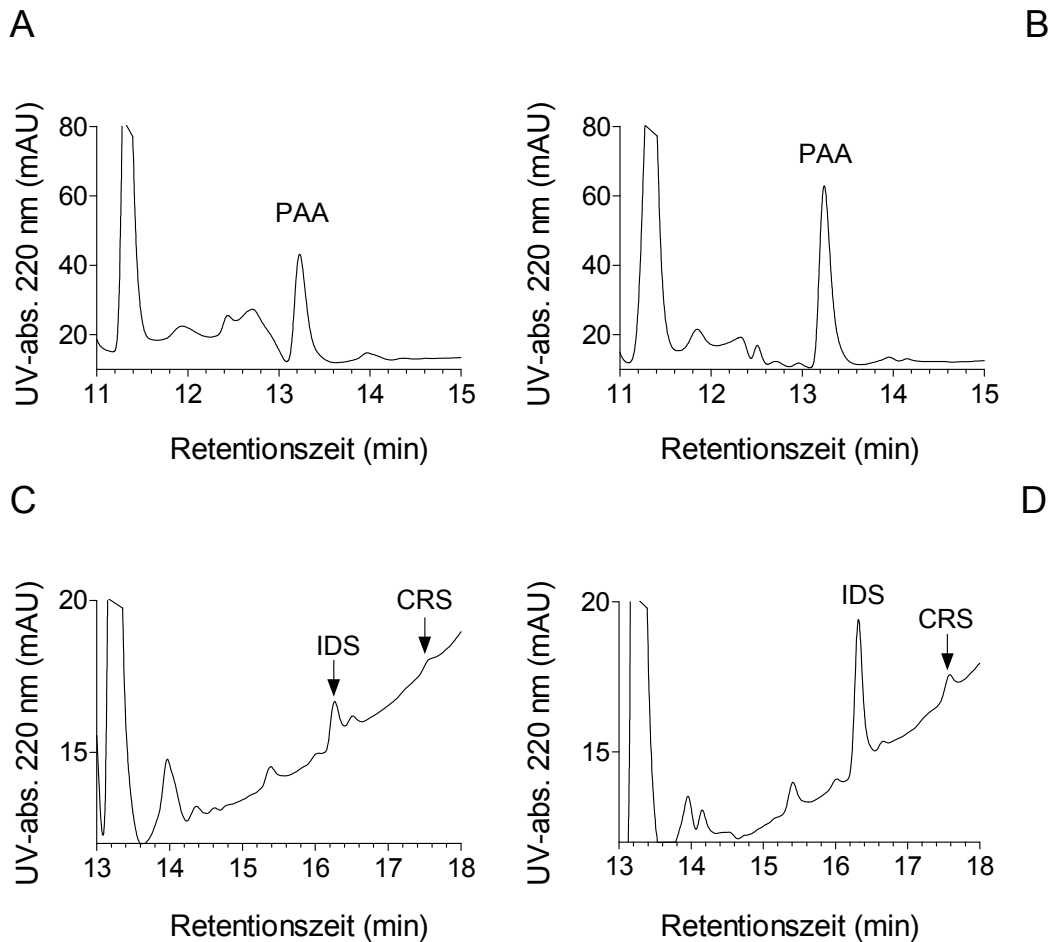 A
B
UV-abs. 220 nm (mAU)
80
60
40
20
PAA
11
12
13
14
15
Retentionszeit (min)
UV-abs. 220 nm (mAU)
80
60
40
20
PAA
11
12
13
14
15
Retentionszeit (min)
C
D
UV-abs. 220 nm (mAU)
20
15
IDS
CRS
13
14
15
16
17
18
Retentionszeit (min)
UV-abs. 220 nm (mAU)
20
15
IDS
CRS
13
14
15
16
17
18
Retentionszeit (min)